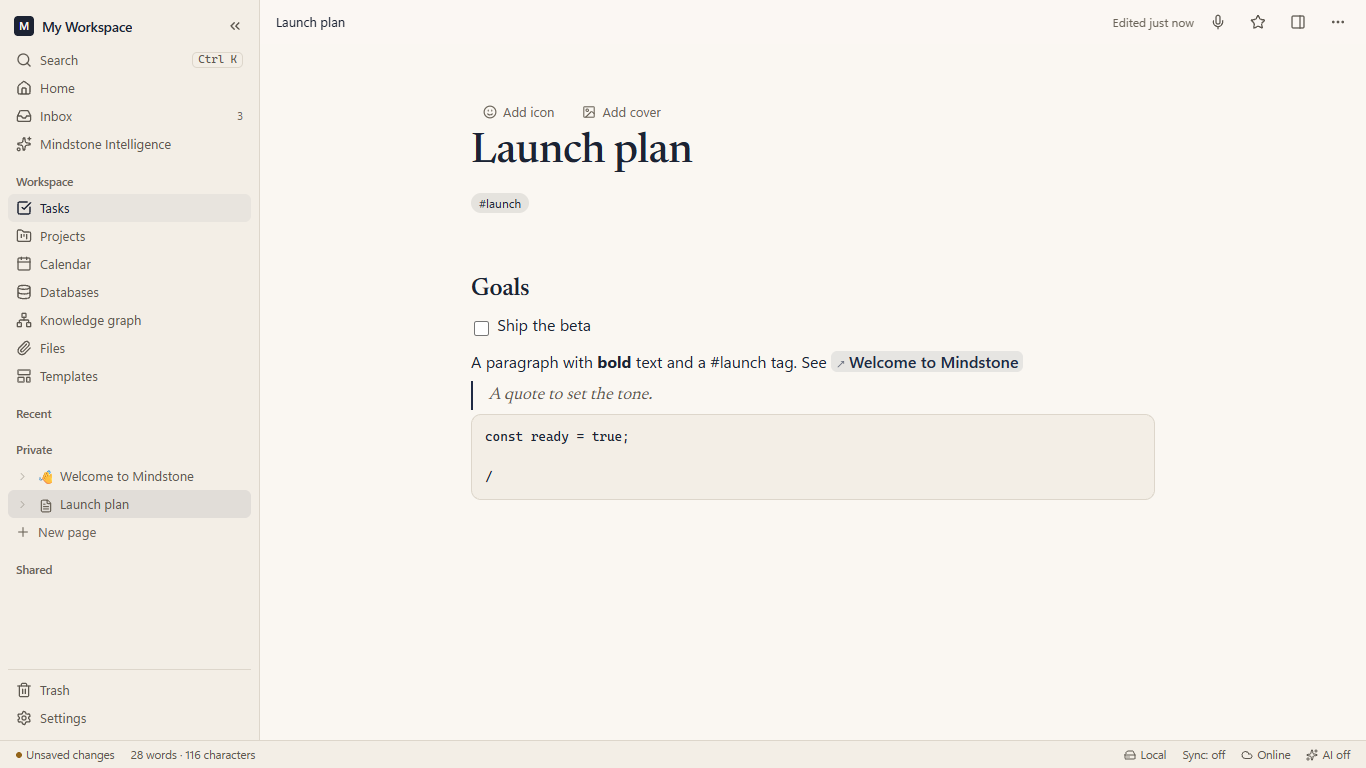 M My Workspace
Search Ctrl K
Home
Inbox 3
Mindstone Intelligence
Workspace
Tasks
Projects
Calendar
Databases
Knowledge graph
Files
Templates
Recent
Private
Welcome to Mindstone
Launch plan
New page
Shared
Trash
Settings
Launch plan
Edited just now
Add icon Add cover
Launch plan
#launch
Goals
Ship the beta
A paragraph with bold text and a #launch tag. See ↗ Welcome to Mindstone
A quote to set the tone.
const ready = true;
/
Unsaved changes 28 words · 116 characters
Local Sync: off Online AI off